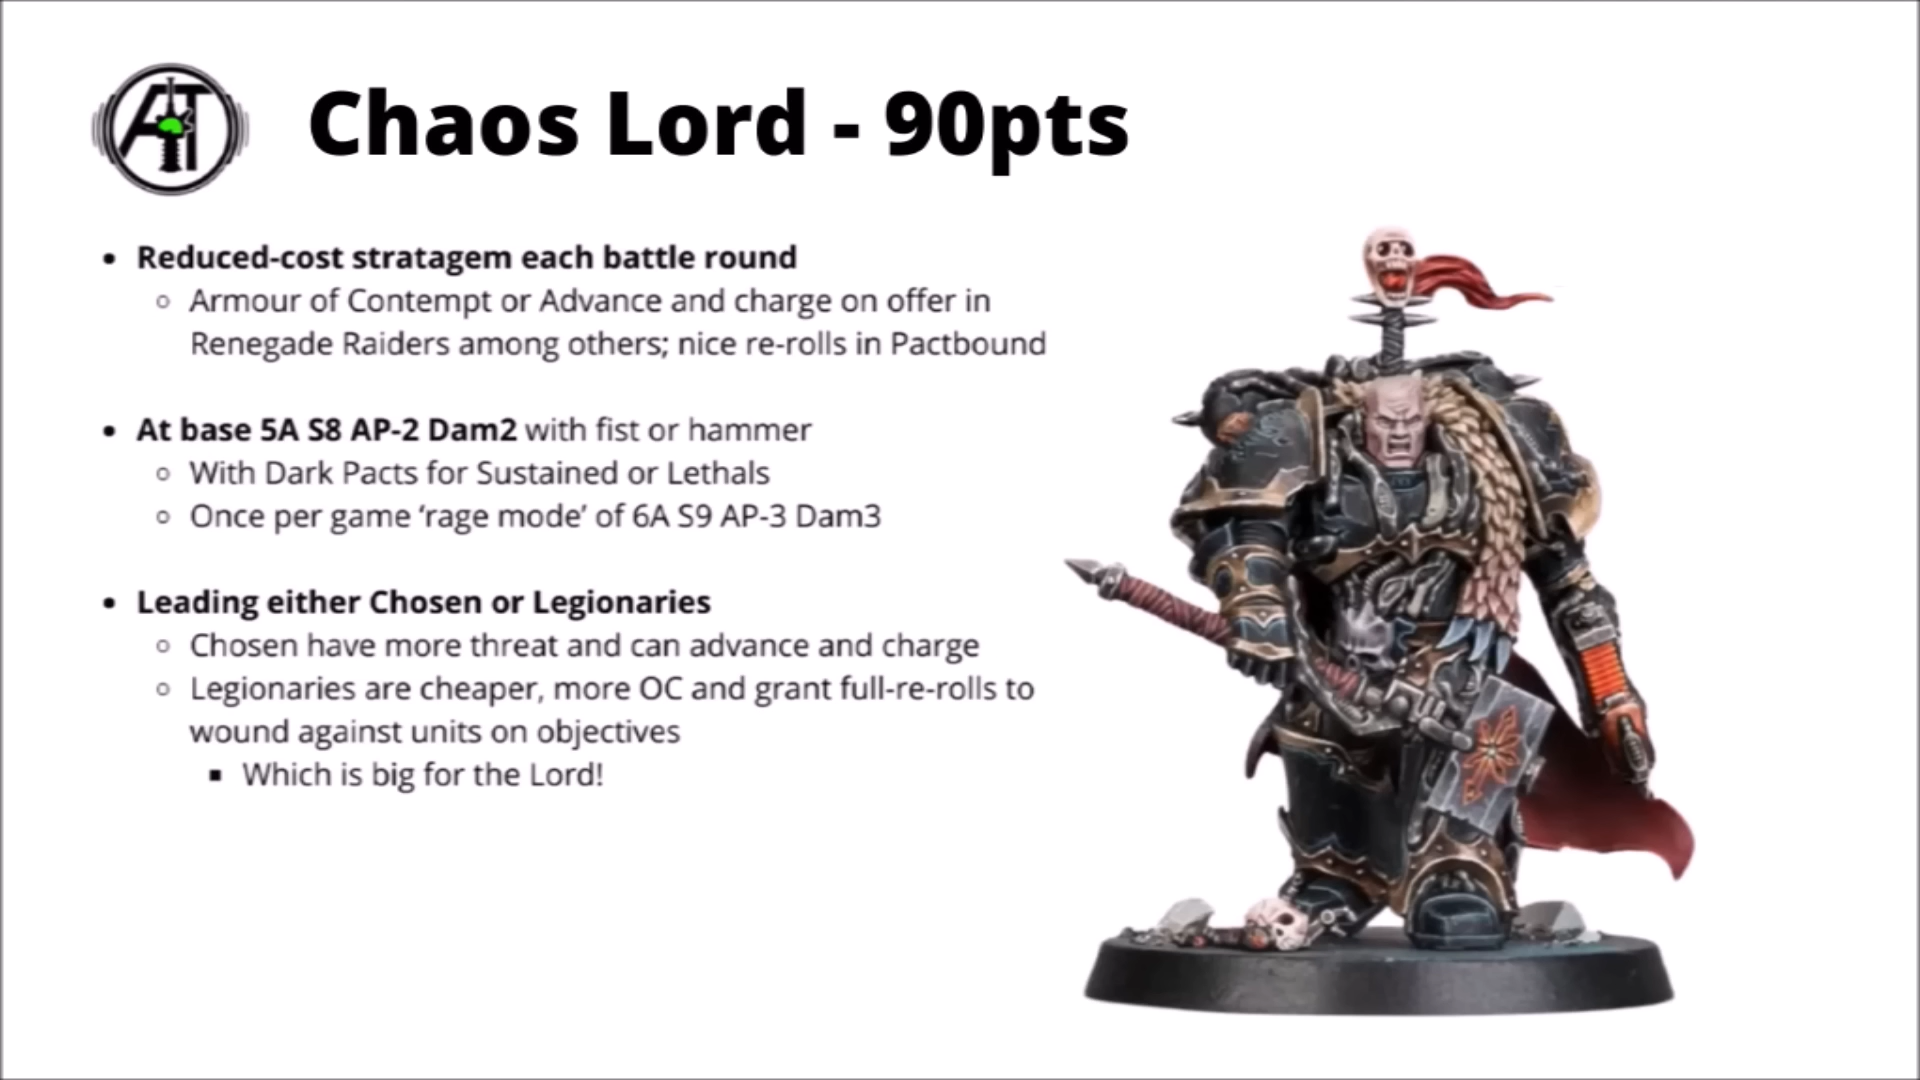 AT
Chaos Lord - 90pts
• Reduced-cost stratagem each battle round
○ Armour of Contempt or Advance and charge on offer in
Renegade Raiders among others; nice re-rolls in Pactbound
• At base 5A S8 AP-2 Dam2 with fist or hammer
○ With Dark Pacts for Sustained or Lethals
○ Once per game ‘rage mode’ of 6A S9 AP-3 Dam3
• Leading either Chosen or Legionaries
○ Chosen have more threat and can advance and charge
○ Legionaries are cheaper, more OC and grant full-re-rolls to
wound against units on objectives
▪ Which is big for the Lord!